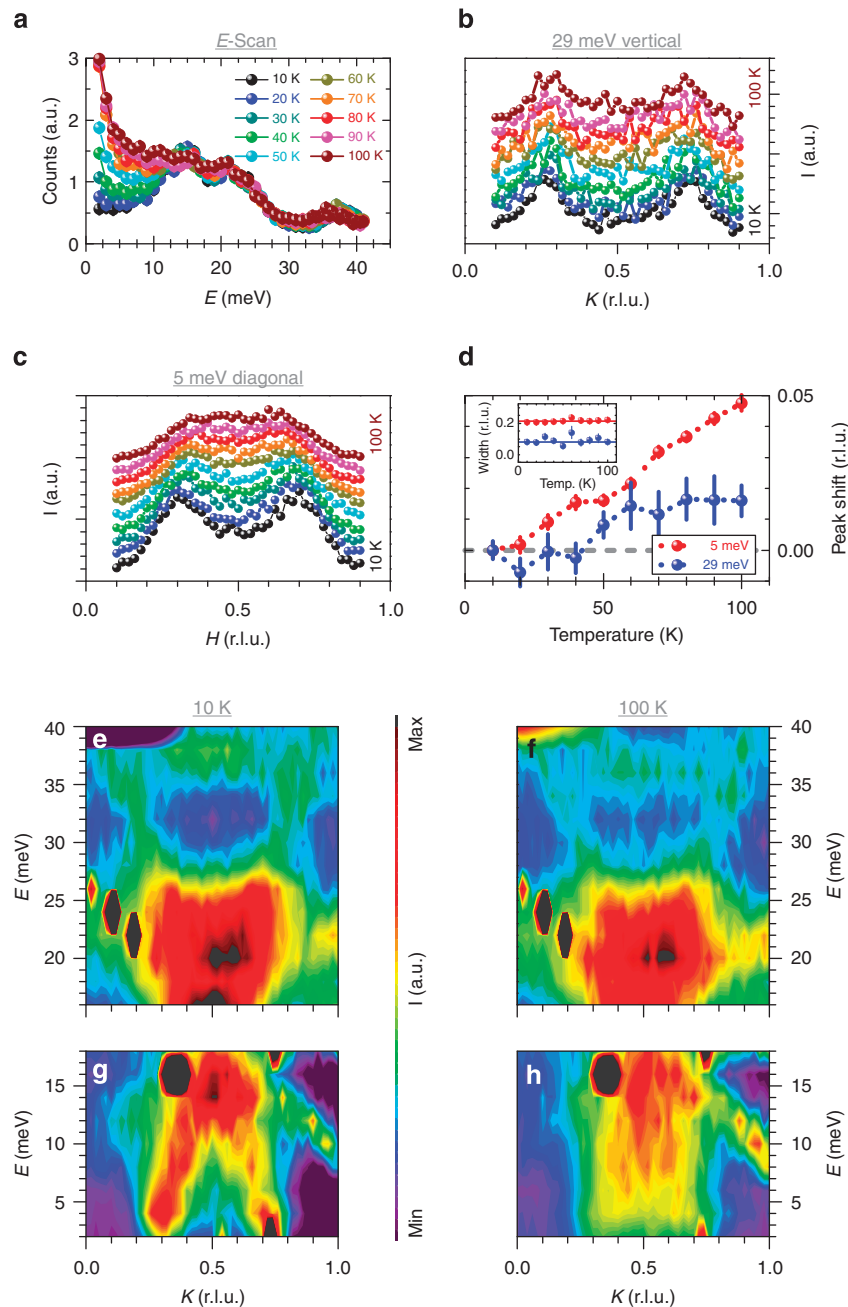 a
E-Scan
3
2
1
0
Counts (a.u.)
10 K
20 K
30 K
40 K
50 K
60 K
70 K
80 K
90 K
100 K
0 10 20 30 40
E (meV)
b
29 meV vertical
100 K
10 K
I (a.u.)
0.0 0.5 1.0
K (r.l.u.)
c
5 meV diagonal
I (a.u.)
100 K
10 K
0.0 0.5 1.0
H (r.l.u.)
d
Width (r.l.u.)
0.2
0.0
0 50 100
Temp. (K)
0.05
0.00
Peak shift (r.l.u.)
5 meV
29 meV
0 50 100
Temperature (K)
10 K
e
40
35
30
25
20
E (meV)
Max
I (a.u.)
Min
100 K
f
40
35
30
25
20
E (meV)
g
15
10
5
E (meV)
0.0 0.5 1.0
K (r.l.u.)
h
15
10
5
E (meV)
0.0 0.5 1.0
K (r.l.u.)